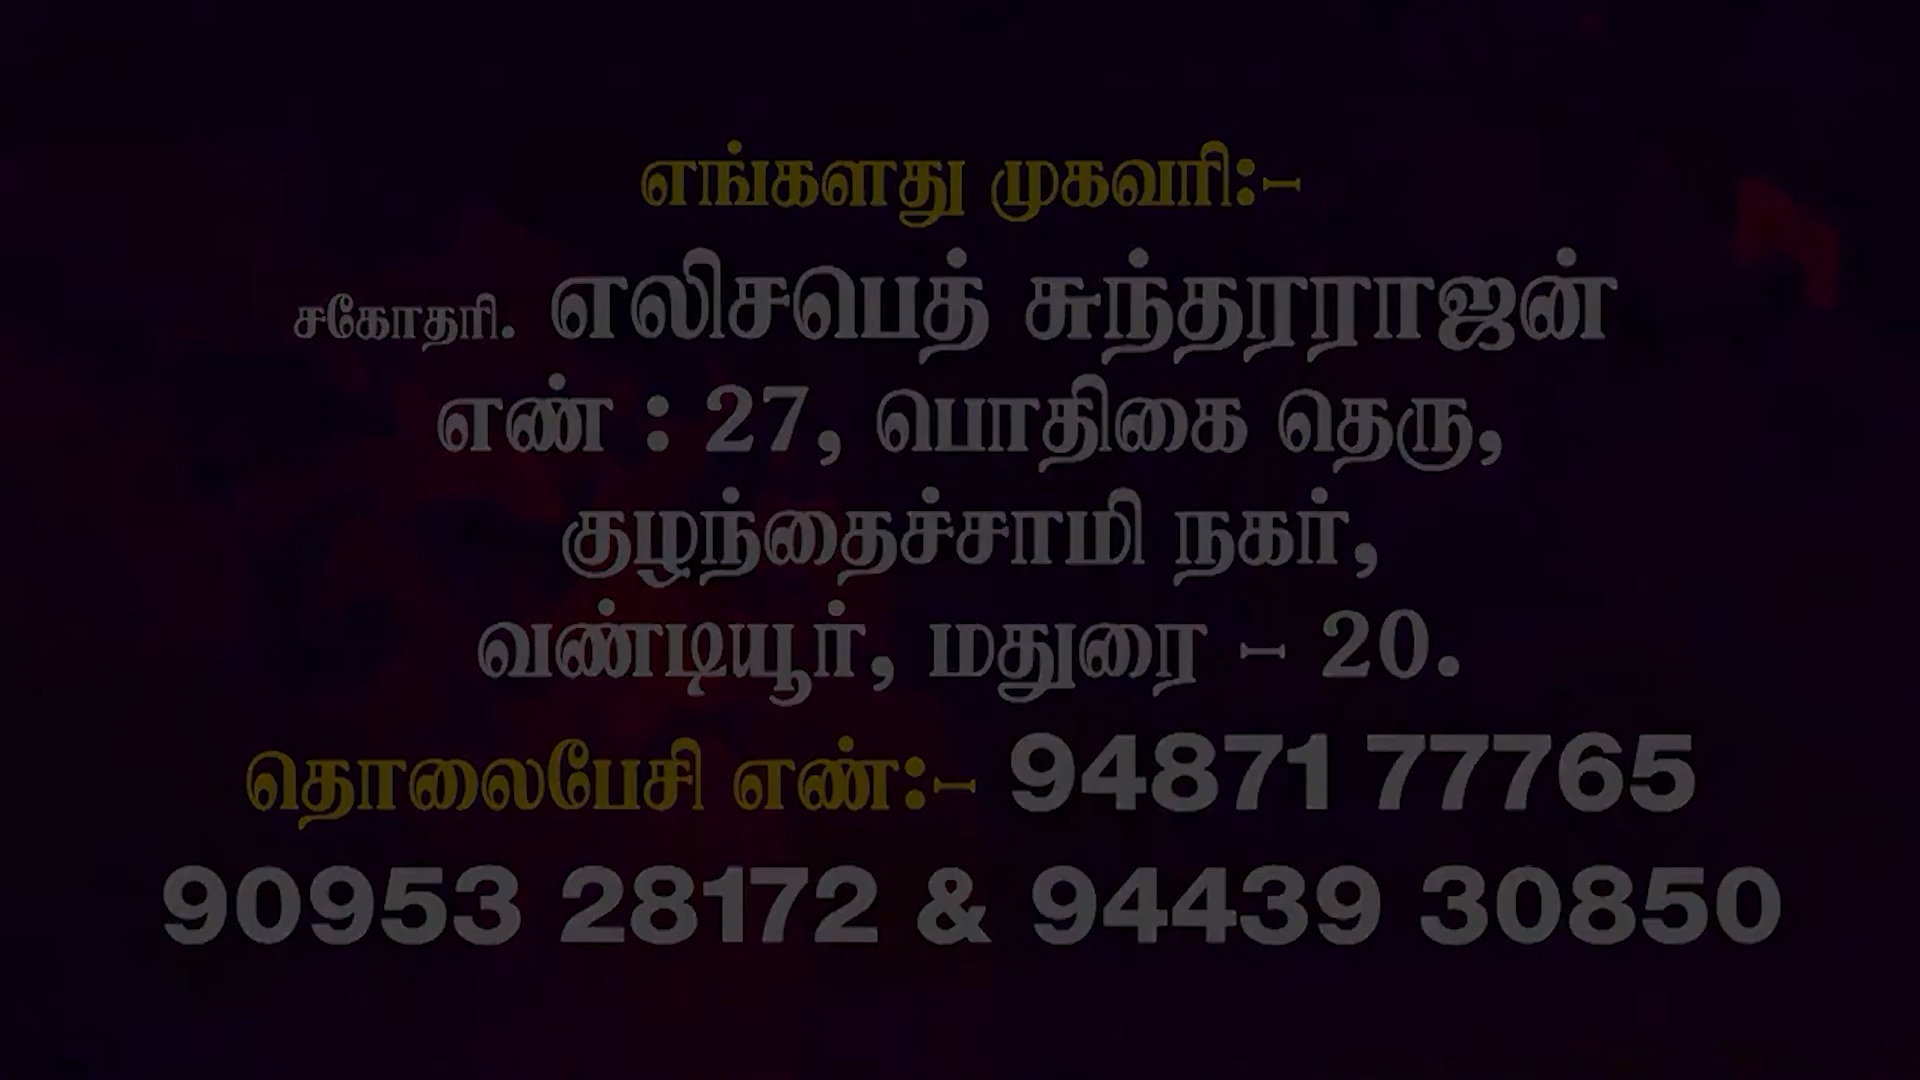 எங்களது முகவரி:-
சகோதரி. எலிசபெத் சுந்தரராஜன்
எண் : 27, பொதிகை தெரு,
குழந்தைச்சாமி நகர்,
வண்டியூர், மதுரை - 20.
தொலைபேசி எண்:- 94871 77765
90953 28172 & 94439 30850